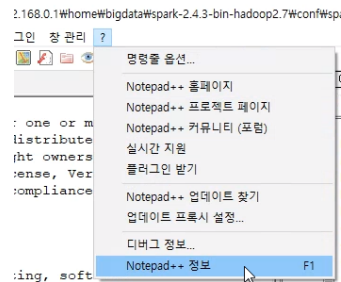 2.168.0.1₩home₩bigdata₩spark-2.4.3-bin-hadoop2.7₩conf₩spa
그인 창 관리 ?
명령줄 옵션...
Notepad++ 홈페이지
Notepad++ 프로젝트 페이지
r one or m
Notepad++ 커뮤니티 (포럼)
distribute
실시간 지원
ght owners
플러그인 받기
cense, Ver
compliance
Notepad++ 업데이트 찾기
업데이트 프록시 설정...
디버그 정보...
Notepad++ 정보 F1
cing, soft